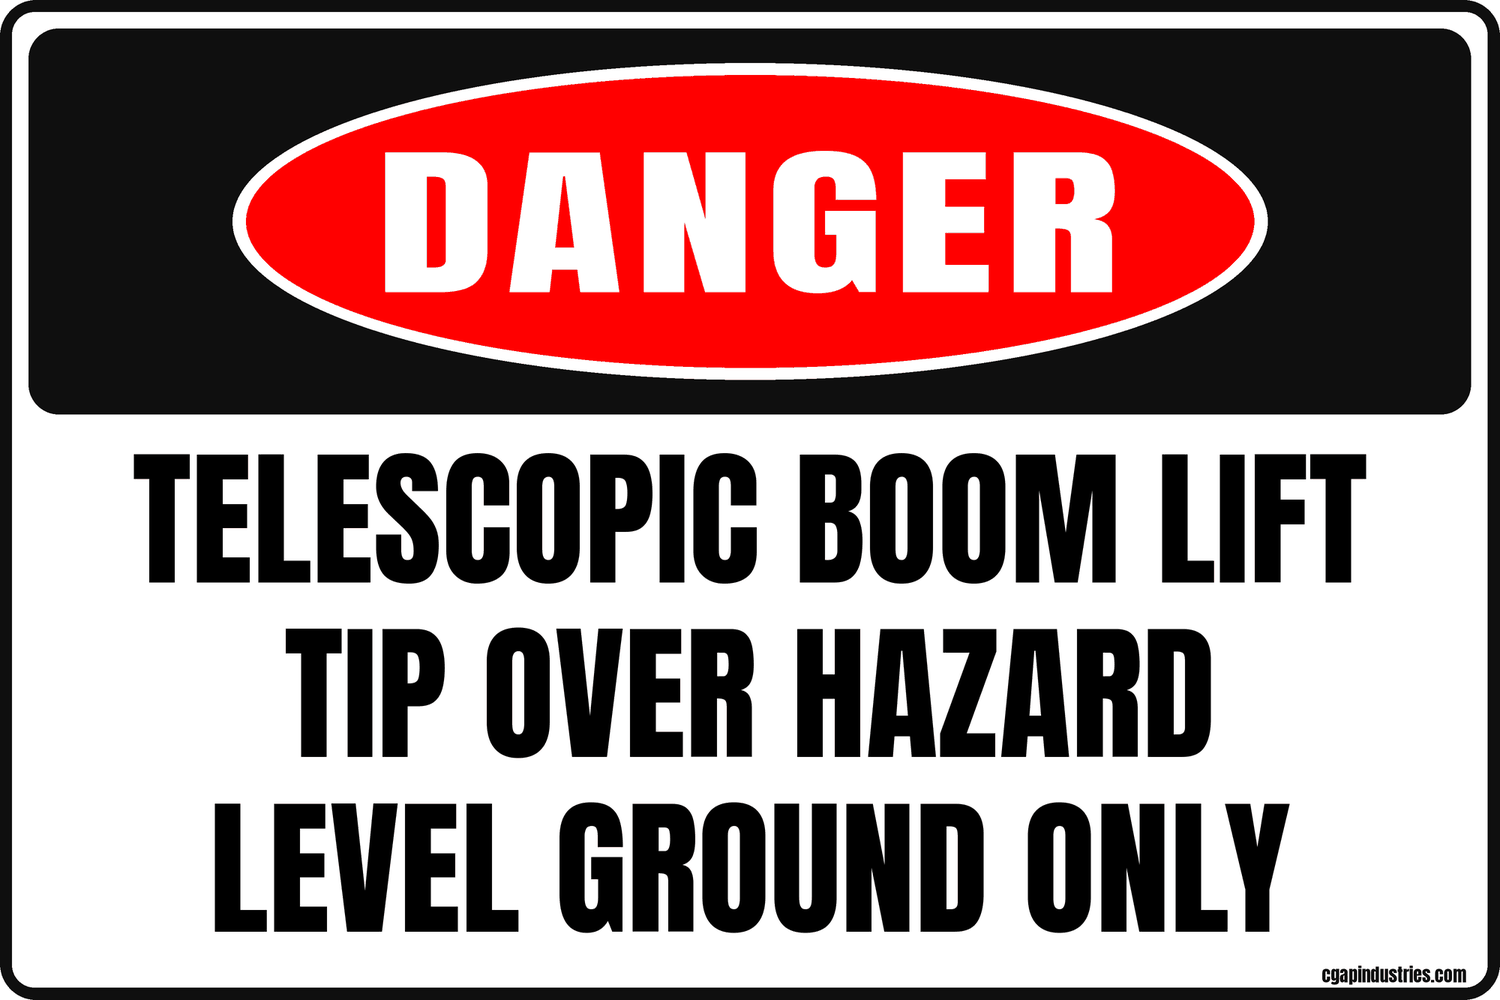 DANGER
TELESCOPIC BOOM LIFT
TIP OVER HAZARD
LEVEL GROUND ONLY
cgapindustries.com